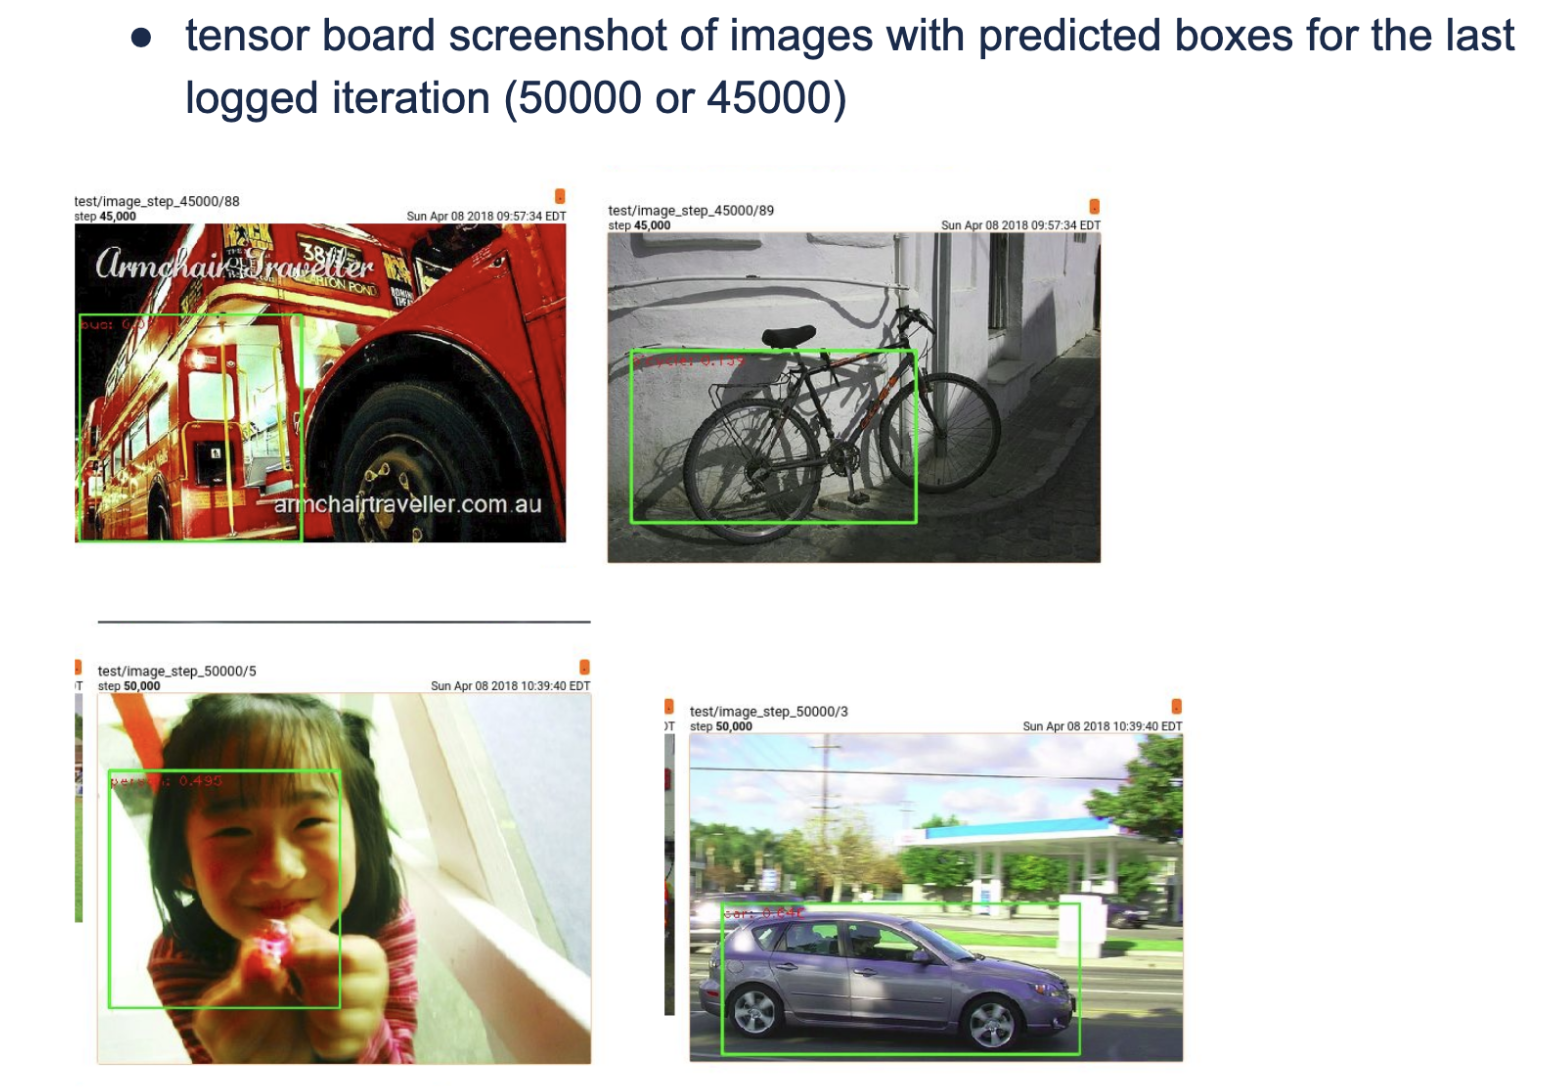 ● tensor board screenshot of images with predicted boxes for the last
logged iteration (50000 or 45000)
test/image_step_45000/88
step 45,000
Sun Apr 08 2018 09:57:34 EDT
Armchair Traveller
38
TON POND
armchairtraveller.com.au
test/image_step_45000/89
step 45,000
Sun Apr 08 2018 09:57:34 EDT
test/image_step_50000/5
step 50,000
Sun Apr 08 2018 10:39:40 EDT
0.495
test/image_step_50000/3
step 50,000
Sun Apr 08 2018 10:39:40 EDT